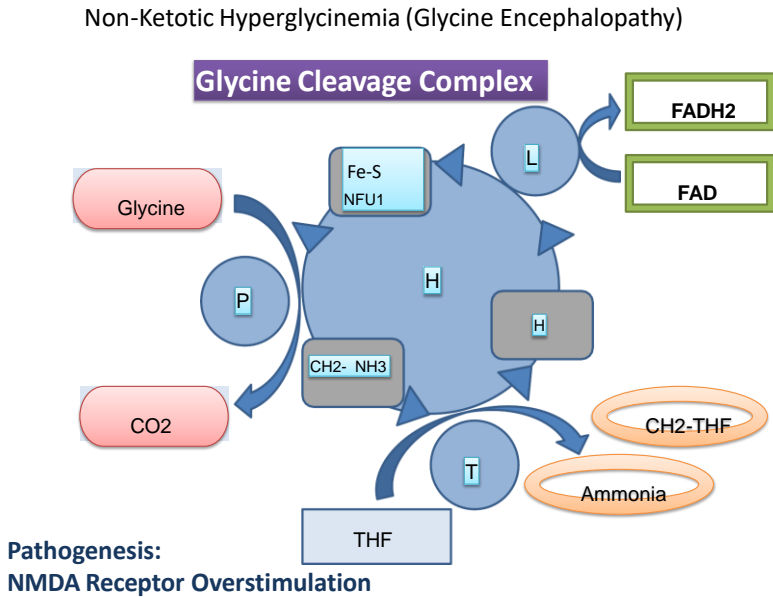 Non-Ketotic Hyperglycinemia (Glycine Encephalopathy)
Glycine Cleavage Complex
FADH2
L
Fe-S
NFU1
FAD
Glycine
H
P
H
CH2- NH3
CO2
CH2-THF
T
Ammonia
THF
Pathogenesis:
NMDA Receptor Overstimulation